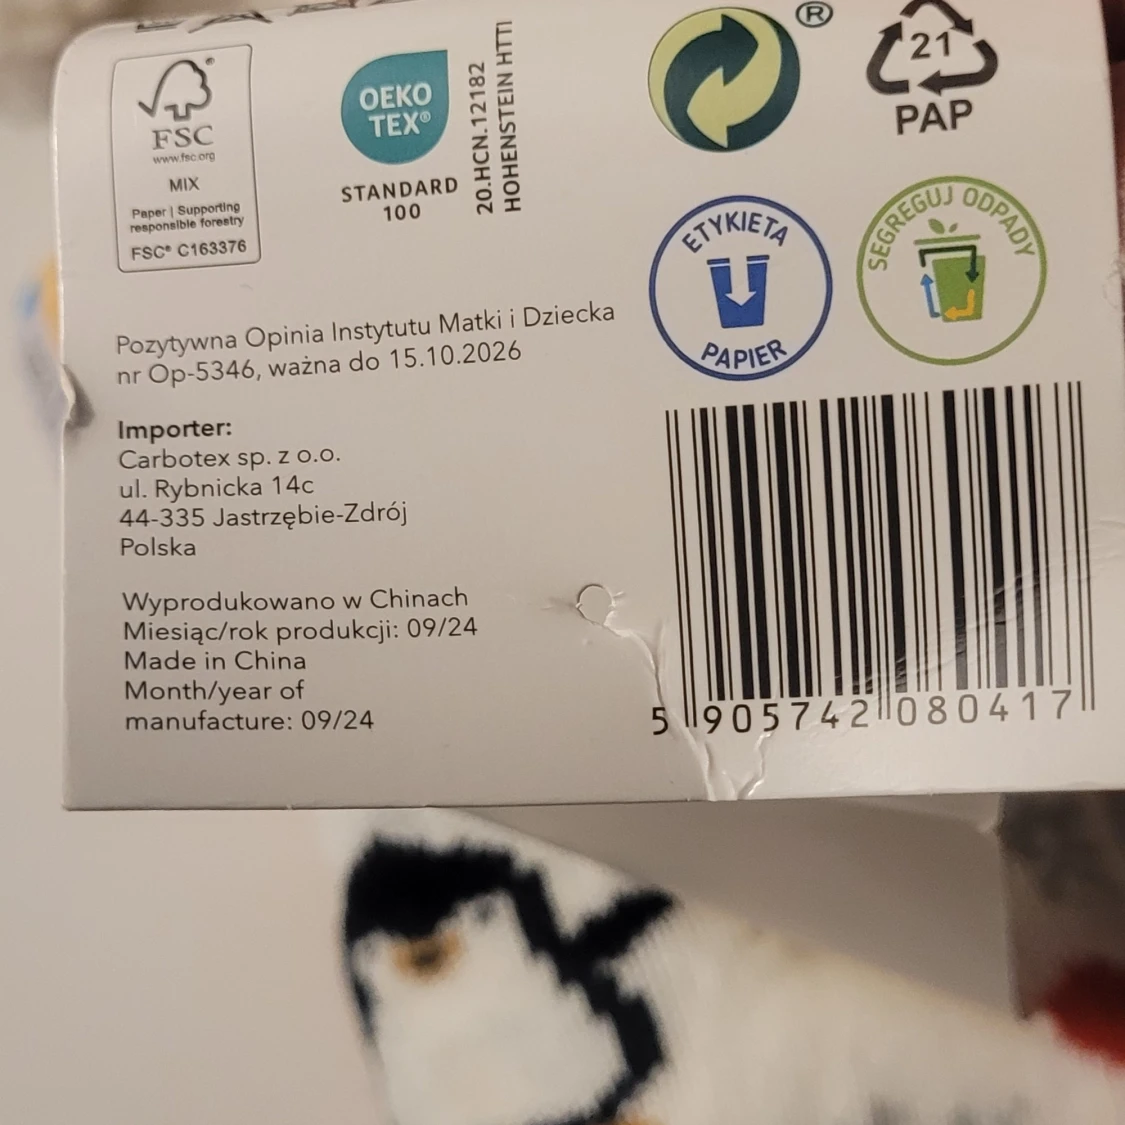 FSC®
www.fsc.org
MIX
Paper | Supporting
responsible forestry
FSC® C163376
OEKO
TEX®
STANDARD
100
20.HCN.12182
HOHENSTEIN HTTI
®
21
PAP
ETYKIETA
PAPIER
SEGREGUJ ODPADY
Pozytywna Opinia Instytutu Matki i Dziecka
nr Op-5346, ważna do 15.10.2026
Importer:
Carbotex sp. z o.o.
ul. Rybnicka 14c
44-335 Jastrzębie-Zdrój
Polska
Wyprodukowano w Chinach
Miesiąc/rok produkcji: 09/24
Made in China
Month/year of
manufacture: 09/24
5 905742 080417